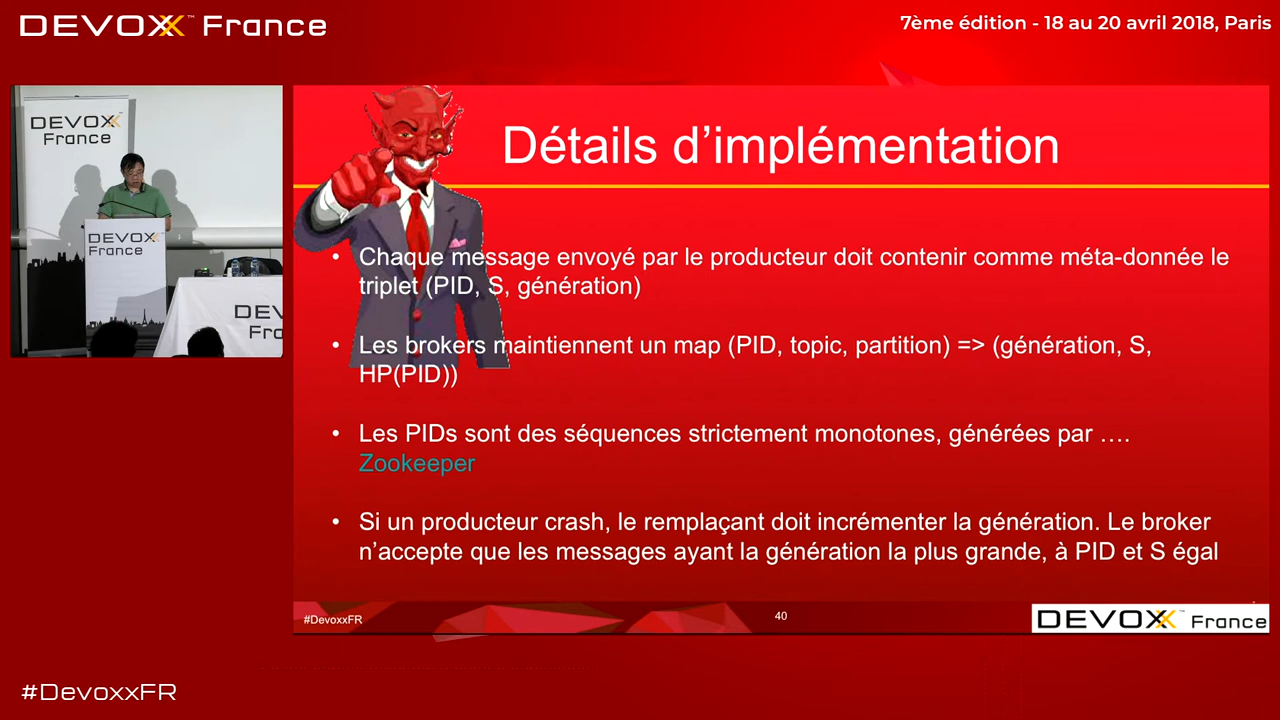 DEVOXX™ France
7ème édition - 18 au 20 avril 2018, Paris
DEVOXX
France
DEVOXX
France
DEV
Fra
Détails d’implémentation
• Chaque message envoyé par le producteur doit contenir comme méta-donnée le
triplet (PID, S, génération)
• Les brokers maintiennent un map (PID, topic, partition) => (génération, S,
HP(PID))
• Les PIDs sont des séquences strictement monotones, générées par ….
Zookeeper
• Si un producteur crash, le remplaçant doit incrémenter la génération. Le broker
n’accepte que les messages ayant la génération la plus grande, à PID et S égal
#DevoxxFR
40
DEVOXX™ France
#DevoxxFR